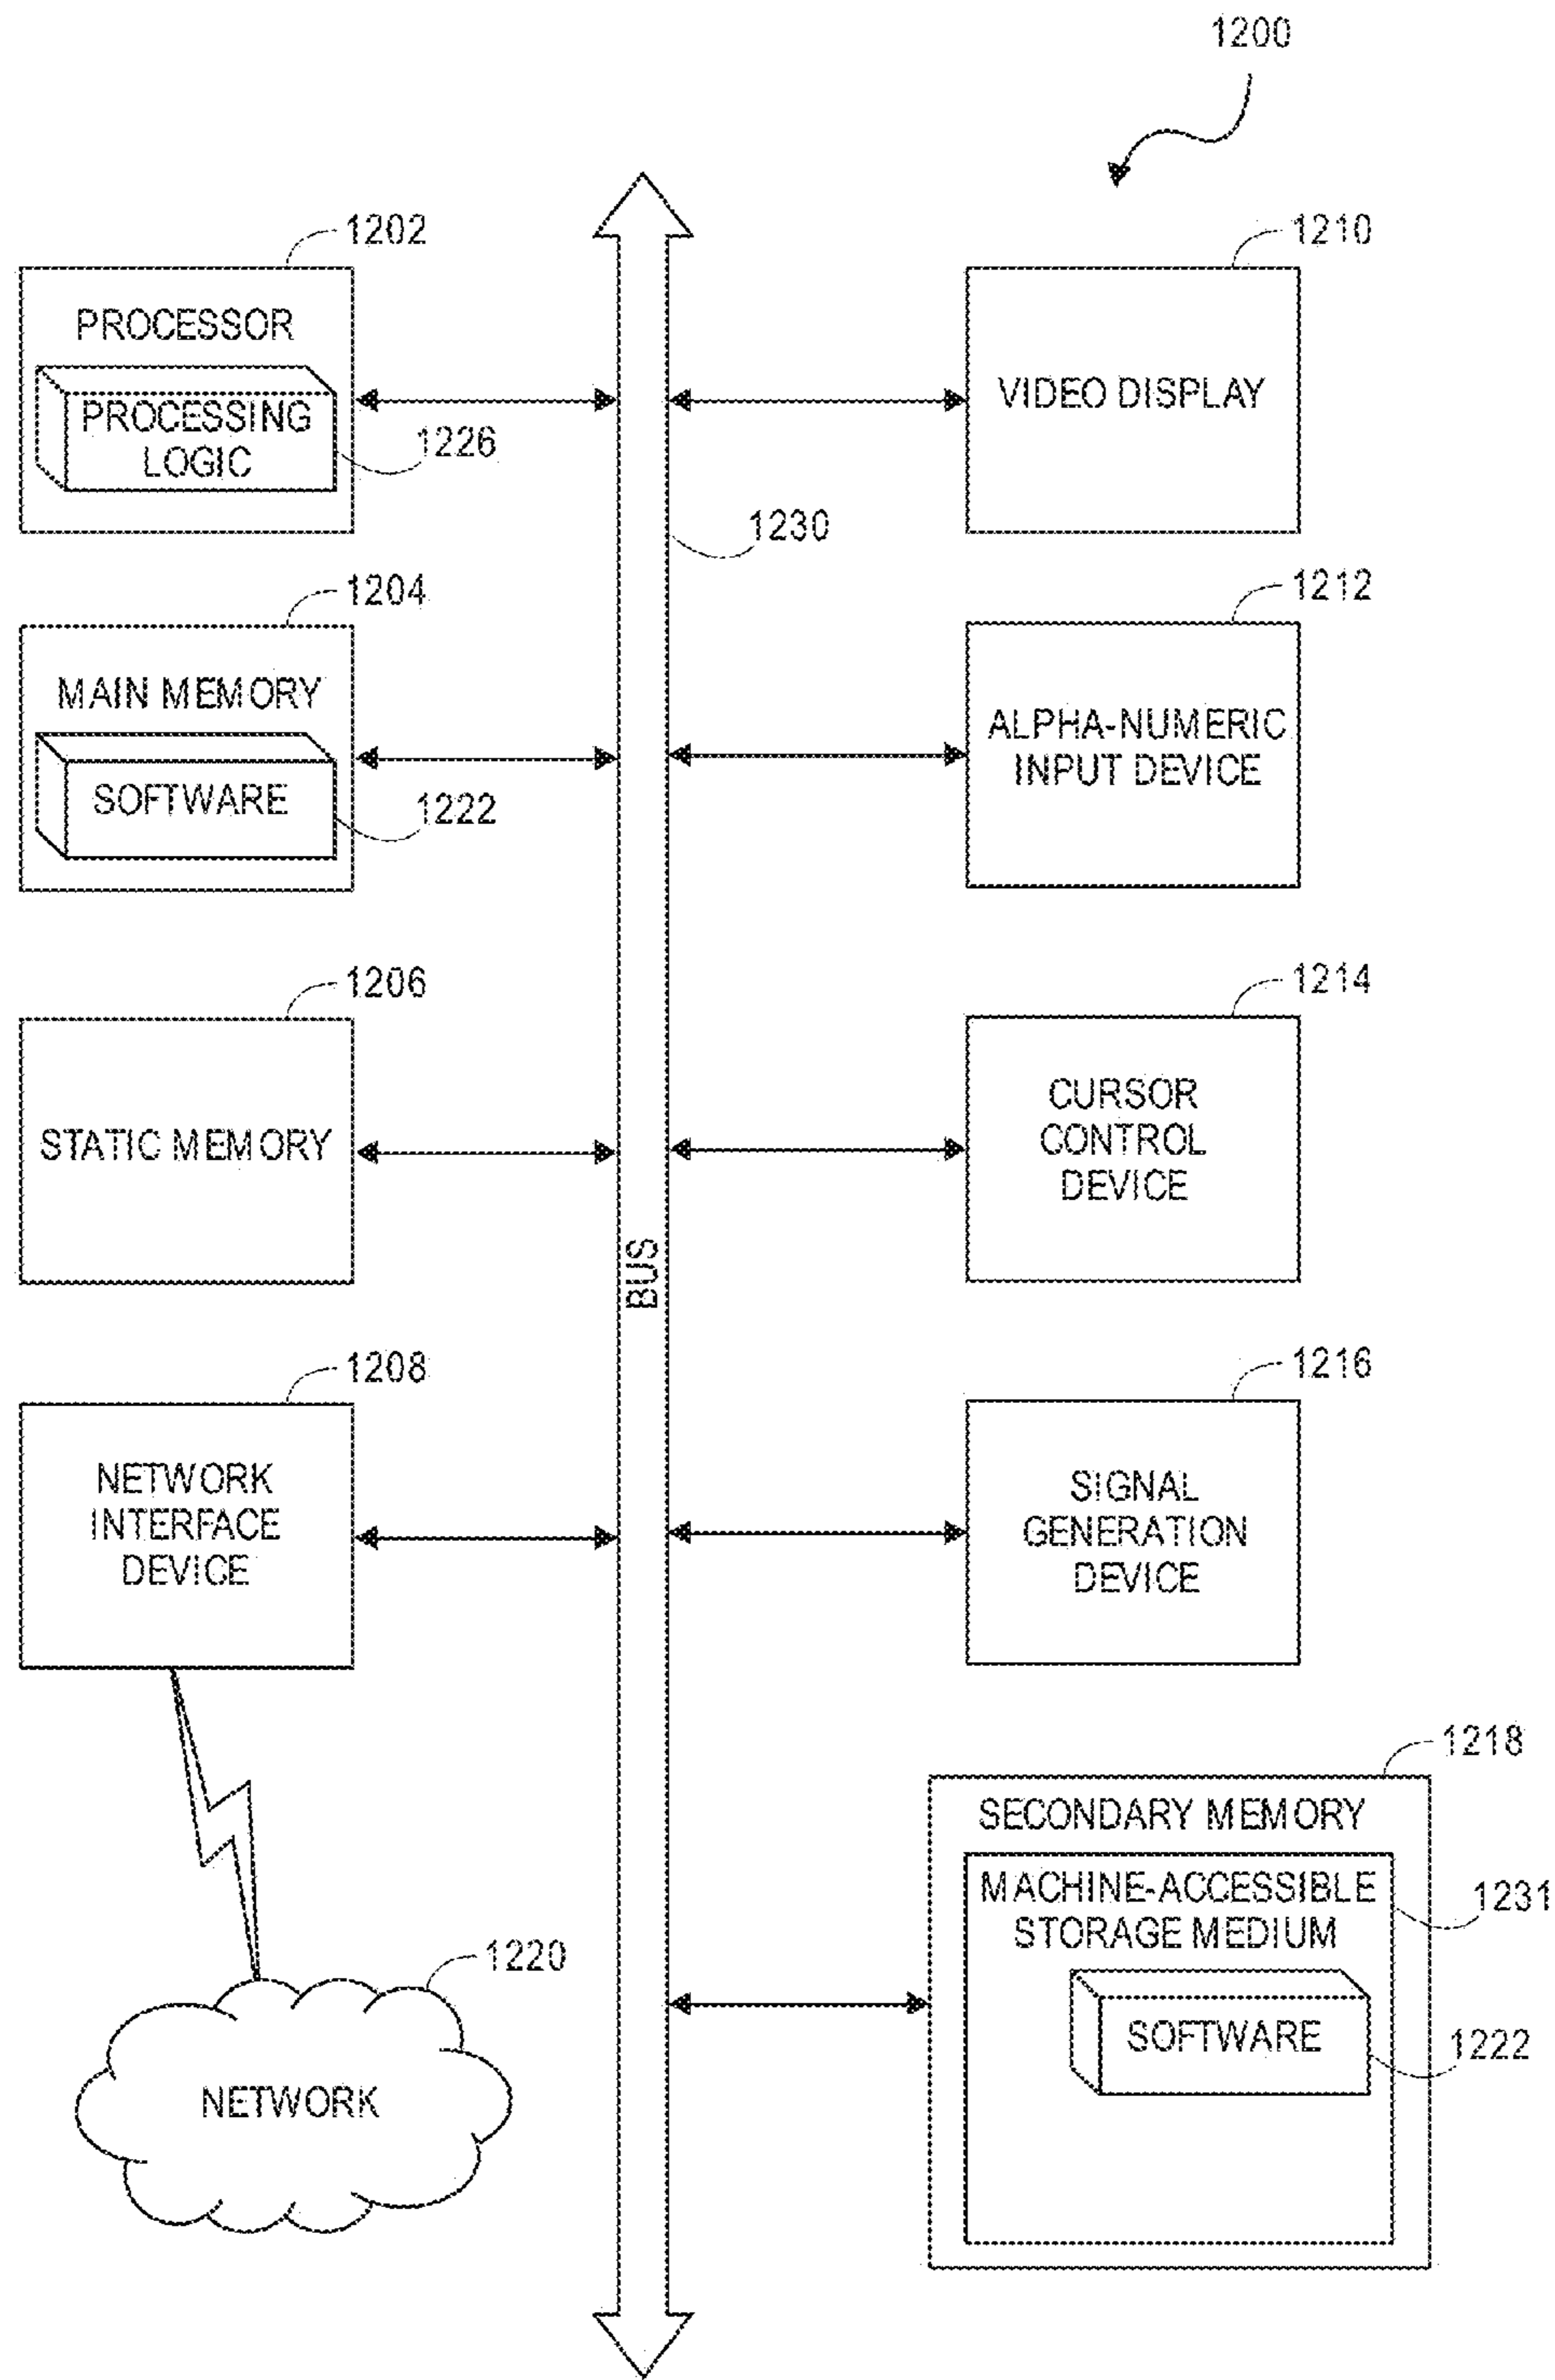 1200
1202
PROCESSOR
PROCESSING
LOGIC
1226
1204
MAIN MEMORY
SOFTWARE
1222
1206
STATIC MEMORY
1208
NETWORK
INTERFACE
DEVICE
1220
NETWORK
BUS
1230
1210
VIDEO DISPLAY
1212
ALPHA-NUMERIC
INPUT DEVICE
1214
CURSOR
CONTROL
DEVICE
1216
SIGNAL
GENERATION
DEVICE
1218
SECONDARY MEMORY
MACHINE-ACCESSIBLE
STORAGE MEDIUM
1231
SOFTWARE
1222